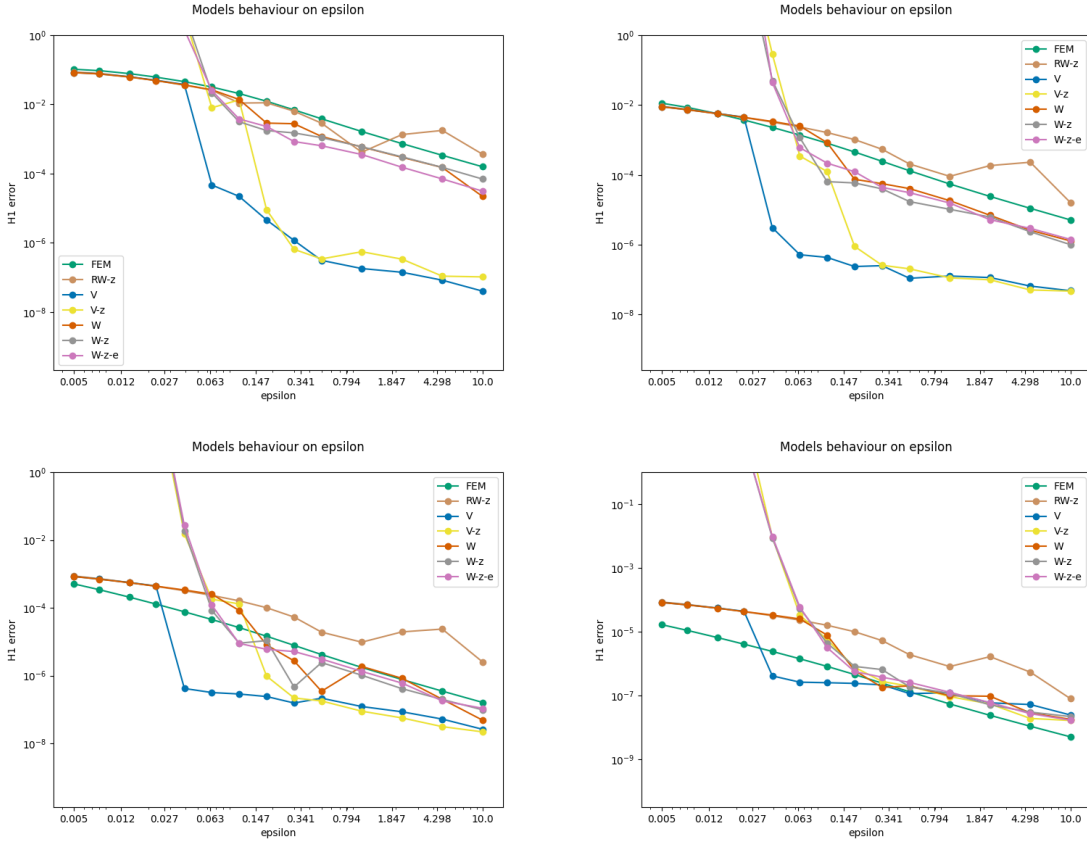 Models behaviour on epsilon
10^0
10^-2
10^-4
10^-6
10^-8
H1 error
FEM
RW-z
V
V-z
W
W-z
W-z-e
0.005 0.012 0.027 0.063 0.147 0.341 0.794 1.847 4.298 10.0
epsilon
Models behaviour on epsilon
10^0
10^-2
10^-4
10^-6
10^-8
H1 error
FEM
RW-z
V
V-z
W
W-z
W-z-e
0.005 0.012 0.027 0.063 0.147 0.341 0.794 1.847 4.298 10.0
epsilon
Models behaviour on epsilon
10^0
10^-2
10^-4
10^-6
10^-8
H1 error
FEM
RW-z
V
V-z
W
W-z
W-z-e
0.005 0.012 0.027 0.063 0.147 0.341 0.794 1.847 4.298 10.0
epsilon
Models behaviour on epsilon
10^-1
10^-3
10^-5
10^-7
10^-9
H1 error
FEM
RW-z
V
V-z
W
W-z
W-z-e
0.005 0.012 0.027 0.063 0.147 0.341 0.794 1.847 4.298 10.0
epsilon